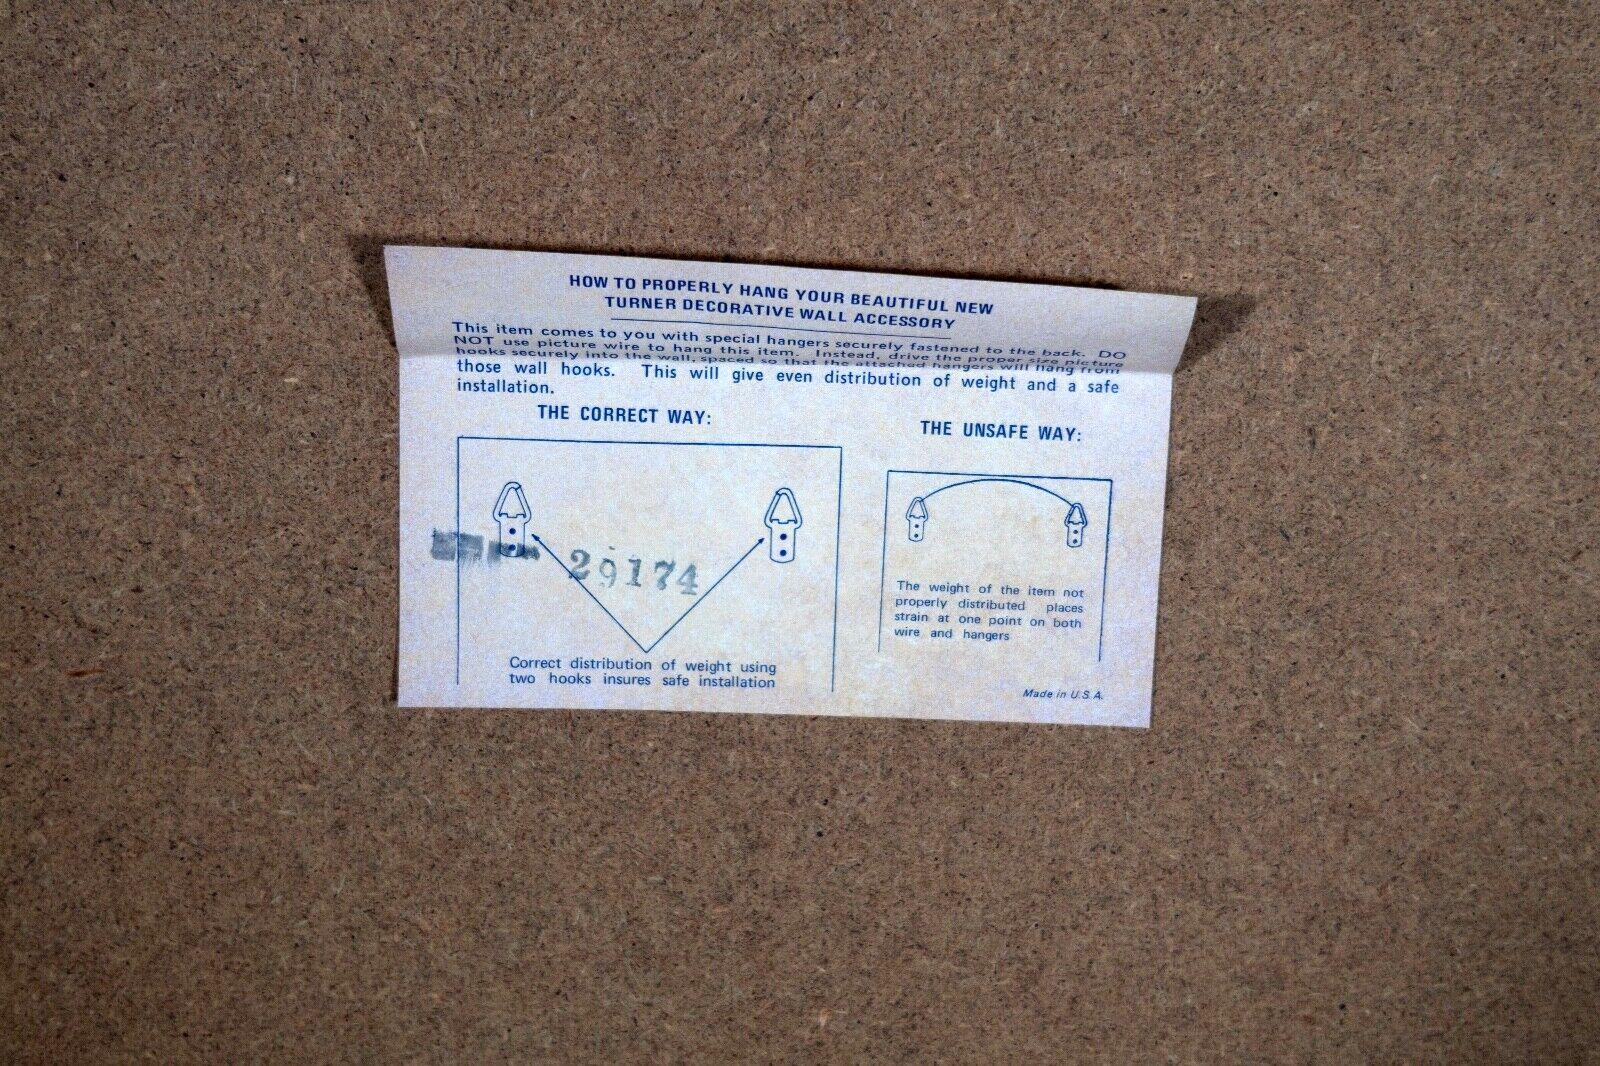 HOW TO PROPERLY HANG YOUR BEAUTIFUL NEW
TURNER DECORATIVE WALL ACCESSORY
This item comes to you with special hangers securely fastened to the back. DO
NOT use picture wire to hang this item. Instead, drive the proper size picture
hooks securely into the wall, spaced so that the attached hangers will hang from
those wall hooks. This will give even distribution of weight and a safe
installation.
THE CORRECT WAY:
29174
Correct distribution of weight using
two hooks insures safe installation
THE UNSAFE WAY:
The weight of the item not
properly distributed places
strain at one point on both
wire and hangers
Made in U.S.A.